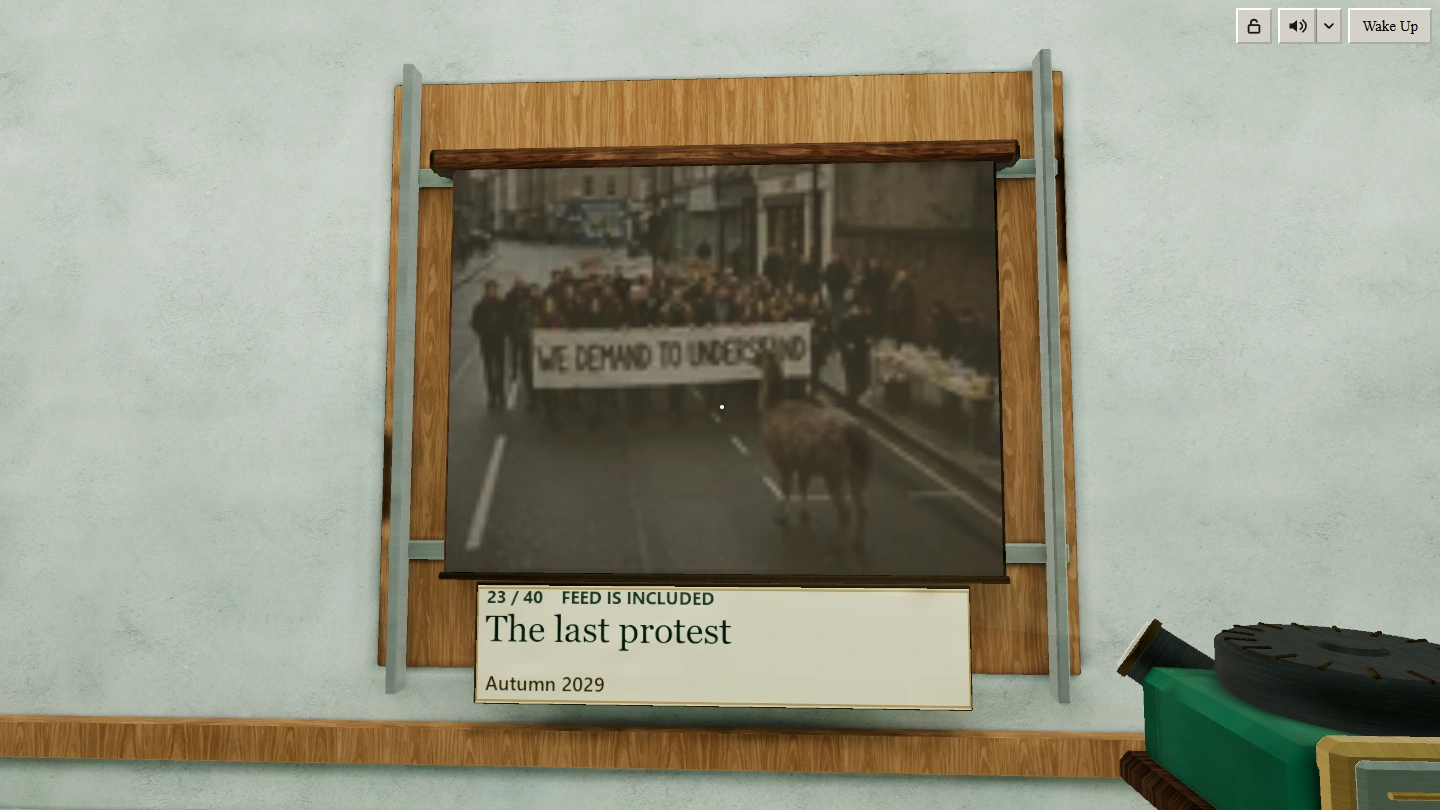 Wake Up
WE DEMAND TO UNDERSTAND
23 / 40 FEED IS INCLUDED
The last protest
Autumn 2029